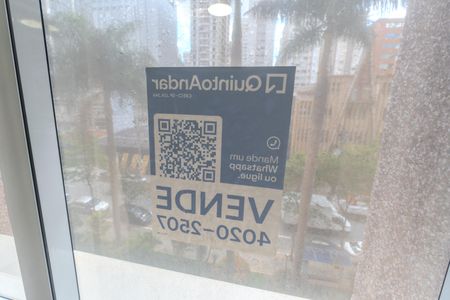 QuintoAndar
Mande um
Whatsapp
ou ligue.
VENDE
4020-2507